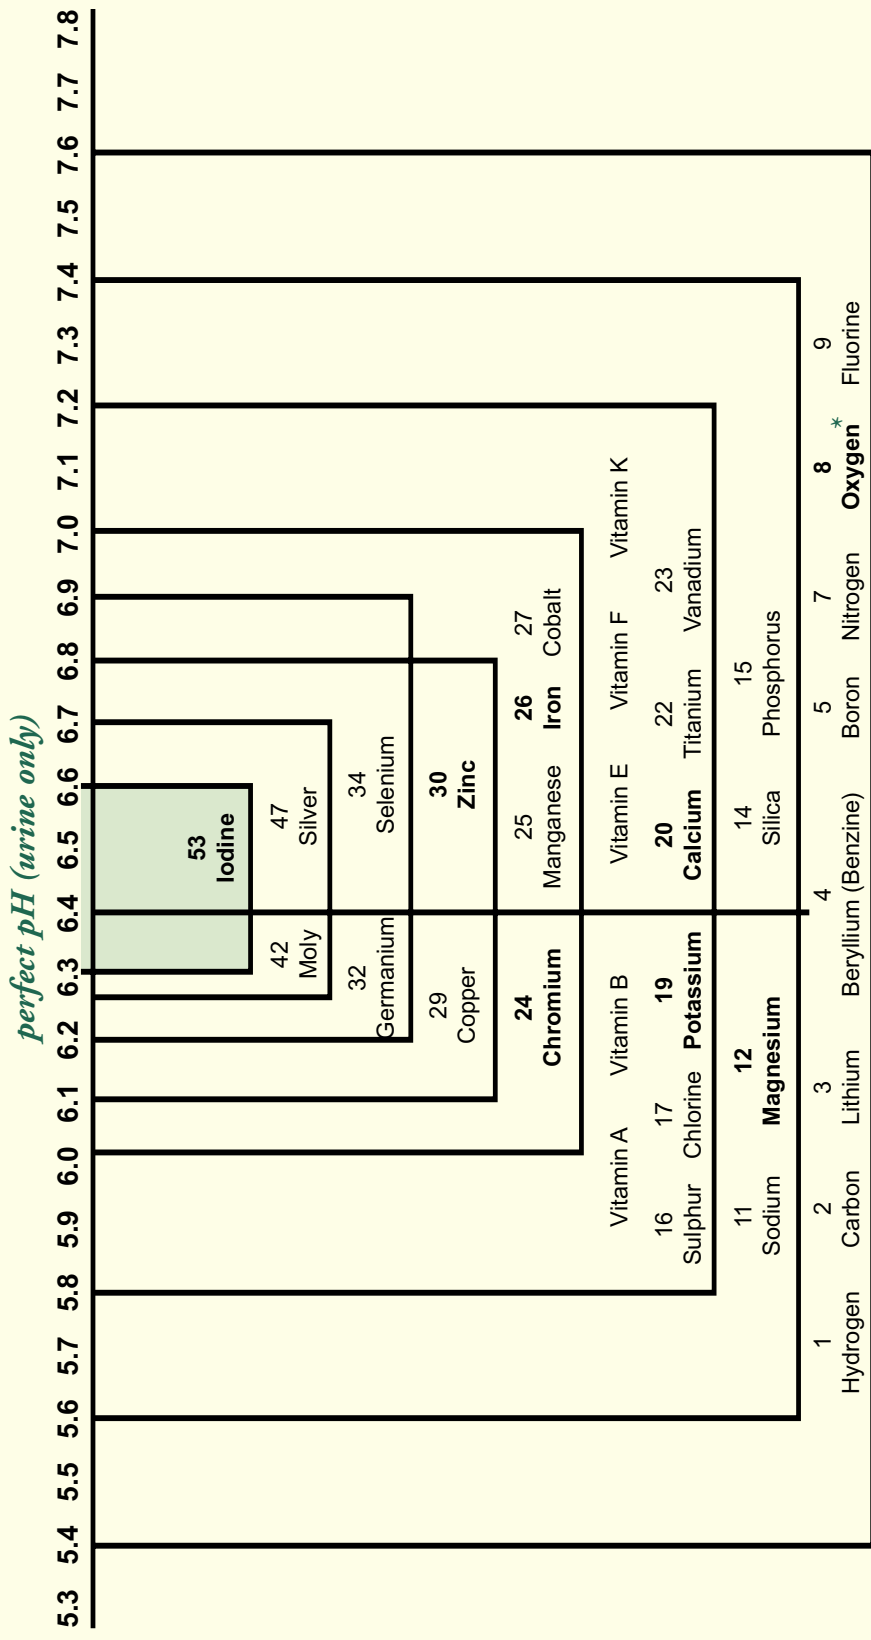 perfect pH (urine only)
5.3 5.4 5.5 5.6 5.7 5.8 5.9 6.0 6.1 6.2 6.3 6.4 6.5 6.6 6.7 6.8 6.9 7.0 7.1 7.2 7.3 7.4 7.5 7.6 7.7 7.8
53
Iodine
42 47
Moly Silver
32 34
Germanium Selenium
29 30
Copper Zinc
24 25 26 27
Chromium Manganese Iron Cobalt
Vitamin A Vitamin B Vitamin E Vitamin F Vitamin K
16 17 19 20 22 23
Sulphur Chlorine Potassium Calcium Titanium Vanadium
11 12 14 15
Sodium Magnesium Silica Phosphorus
1 2 3 4 5 7 8 9
Hydrogen Carbon Lithium Beryllium (Benzine) Boron Nitrogen Oxygen * Fluorine